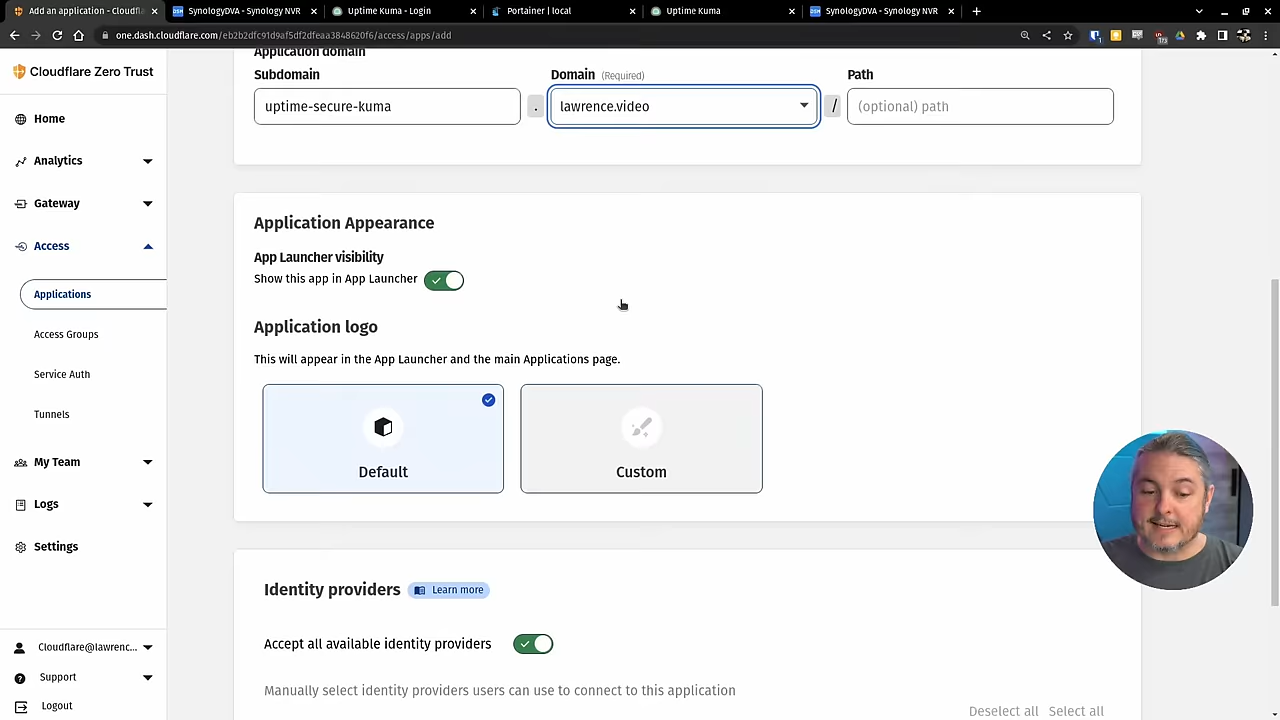 Add an application - Cloudfl
SynologyDVA - Synology NVR
Uptime Kuma - Login
Portainer | local
Uptime Kuma
SynologyDVA - Synology NVR
one.dash.cloudflare.com/eb2b2dfc91d9af5df2dfeaa3848620f6/access/apps/add
Cloudflare Zero Trust
Home
Analytics
Gateway
Access
Applications
Access Groups
Service Auth
Tunnels
My Team
Logs
Settings
Cloudflare@lawrenc...
Support
Logout
Application domain
Subdomain
Domain (Required)
Path
uptime-secure-kuma
.
lawrence.video
/
(optional) path
Application Appearance
App Launcher visibility
Show this app in App Launcher
Application logo
This will appear in the App Launcher and the main Applications page.
Default
Custom
Identity providers
Learn more
Accept all available identity providers
Manually select identity providers users can use to connect to this application
Deselect all Select all